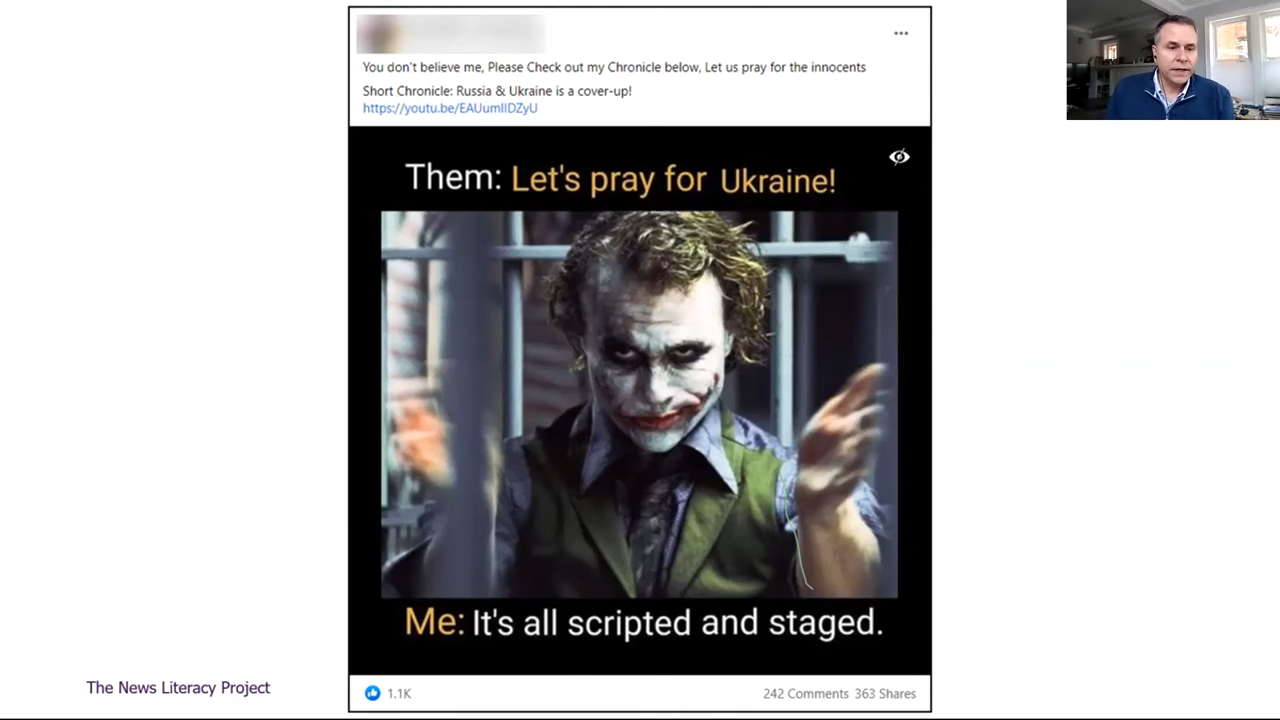 You don't believe me, Please Check out my Chronicle below, Let us pray for the innocents
Short Chronicle: Russia & Ukraine is a cover-up!
https://youtu.be/EAUumlIDZyU
Them: Let's pray for Ukraine!
Me: It's all scripted and staged.
1.1K
242 Comments 363 Shares
The News Literacy Project